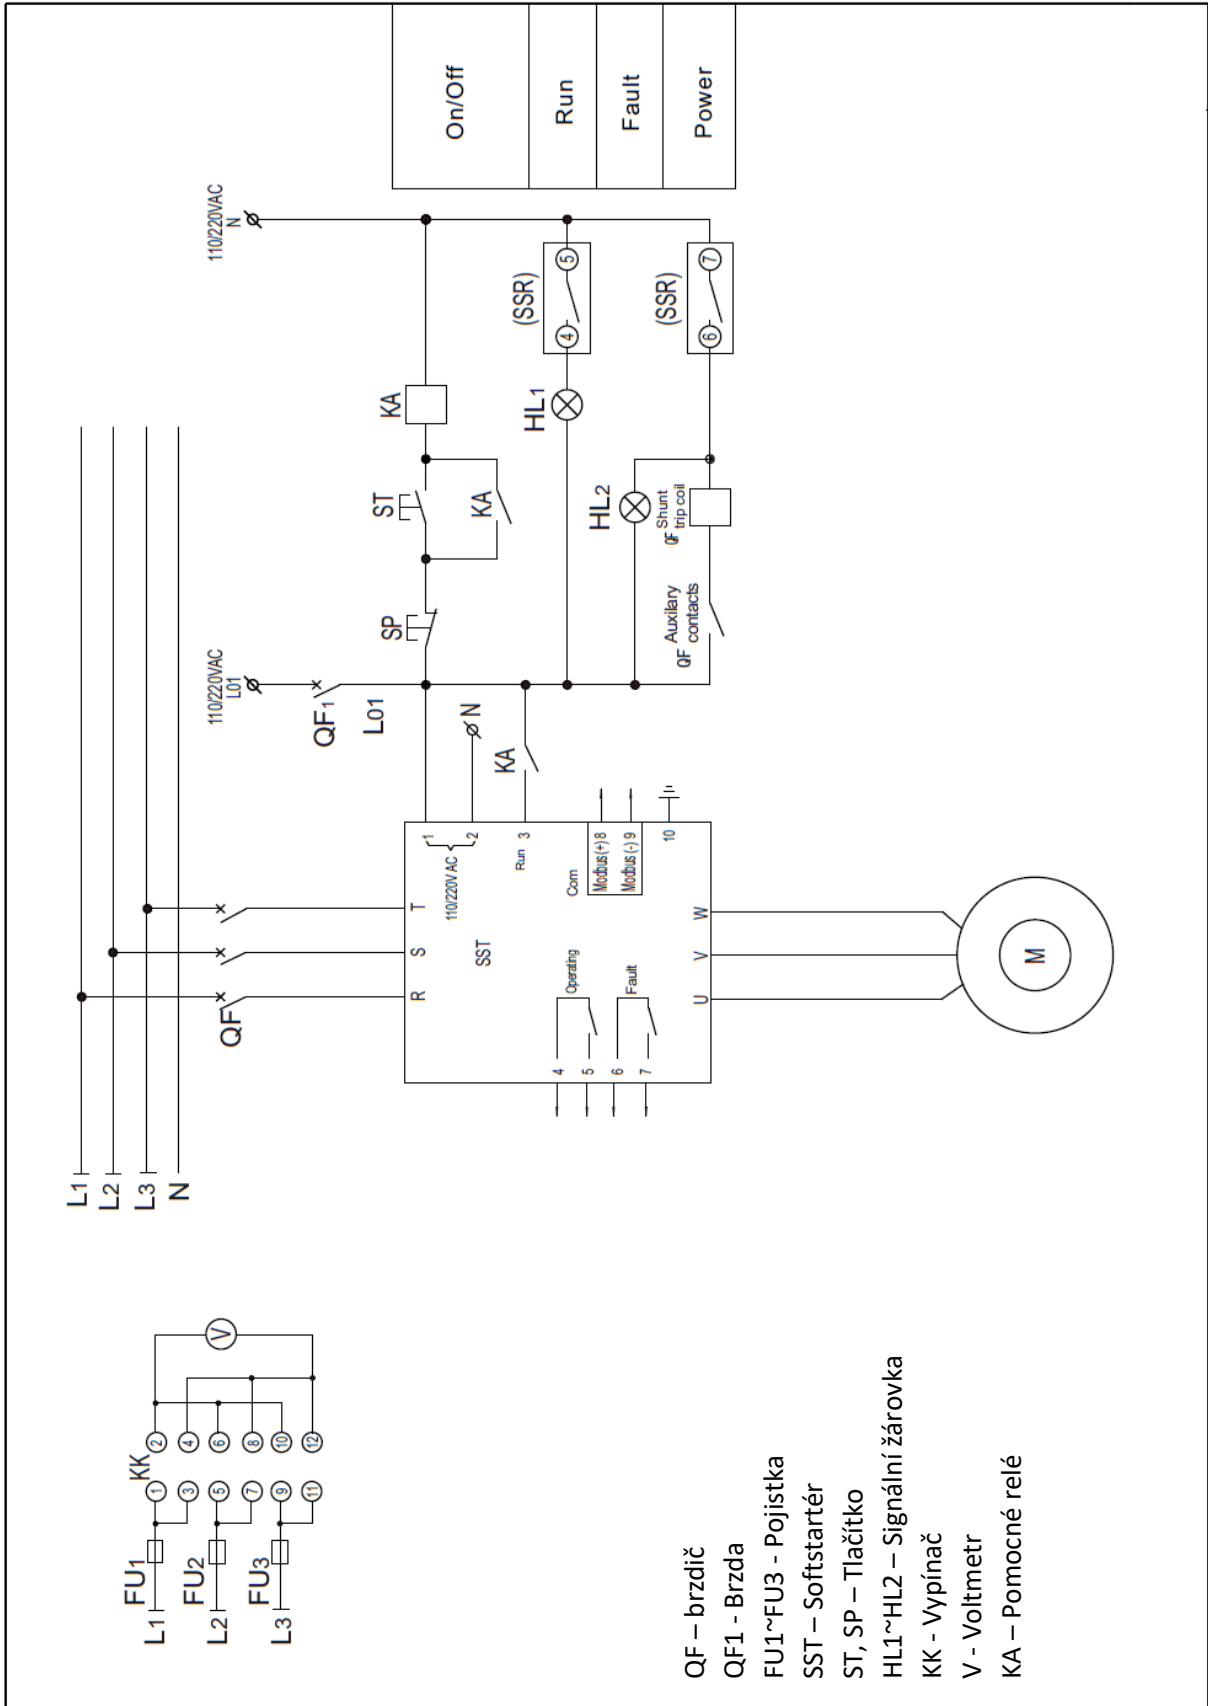 L1
L2
L3
N
QF
110/220VAC
L01
QF1
L01
110/220VAC
N
SP
ST
KA
KA
On/Off
Run
Fault
Power
R
S
T
SST
110/220V AC
1
2
Run 3
N
KA
Com
Modbus (+) 8
Modbus (-) 9
10
Operating
4
5
Fault
6
7
U
V
W
M
HL1
(SSR)
4
5
HL2
QF Shunt
trip coil
QF Auxilary
contacts
(SSR)
6
7
KK
FU1
L1
FU2
L2
FU3
L3
1
2
3
4
5
6
7
8
9
10
11
12
V
QF – brzdič
QF1 - Brzda
FU1~FU3 - Pojistka
SST – Softstartér
ST, SP – Tlačítko
HL1~HL2 – Signální žárovka
KK - Vypínač
V - Voltmetr
KA – Pomocné relé